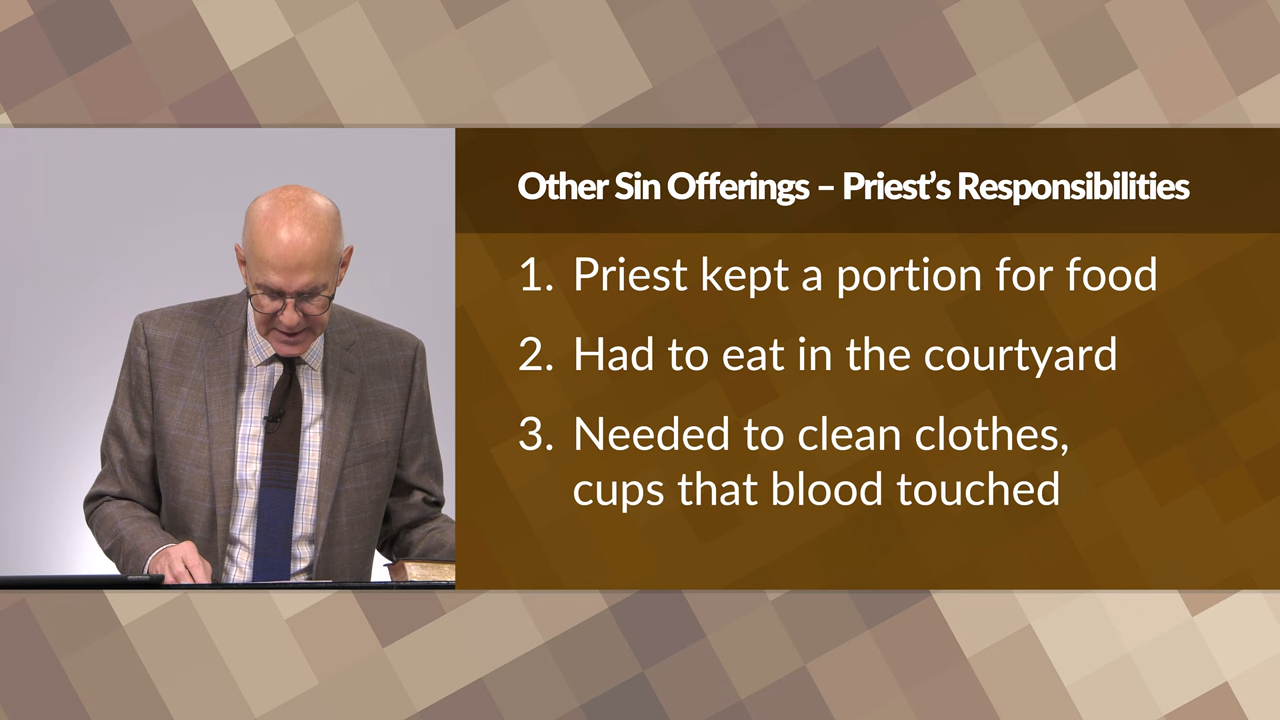 Other Sin Offerings – Priest’s Responsibilities
1. Priest kept a portion for food
2. Had to eat in the courtyard
3. Needed to clean clothes,
cups that blood touched